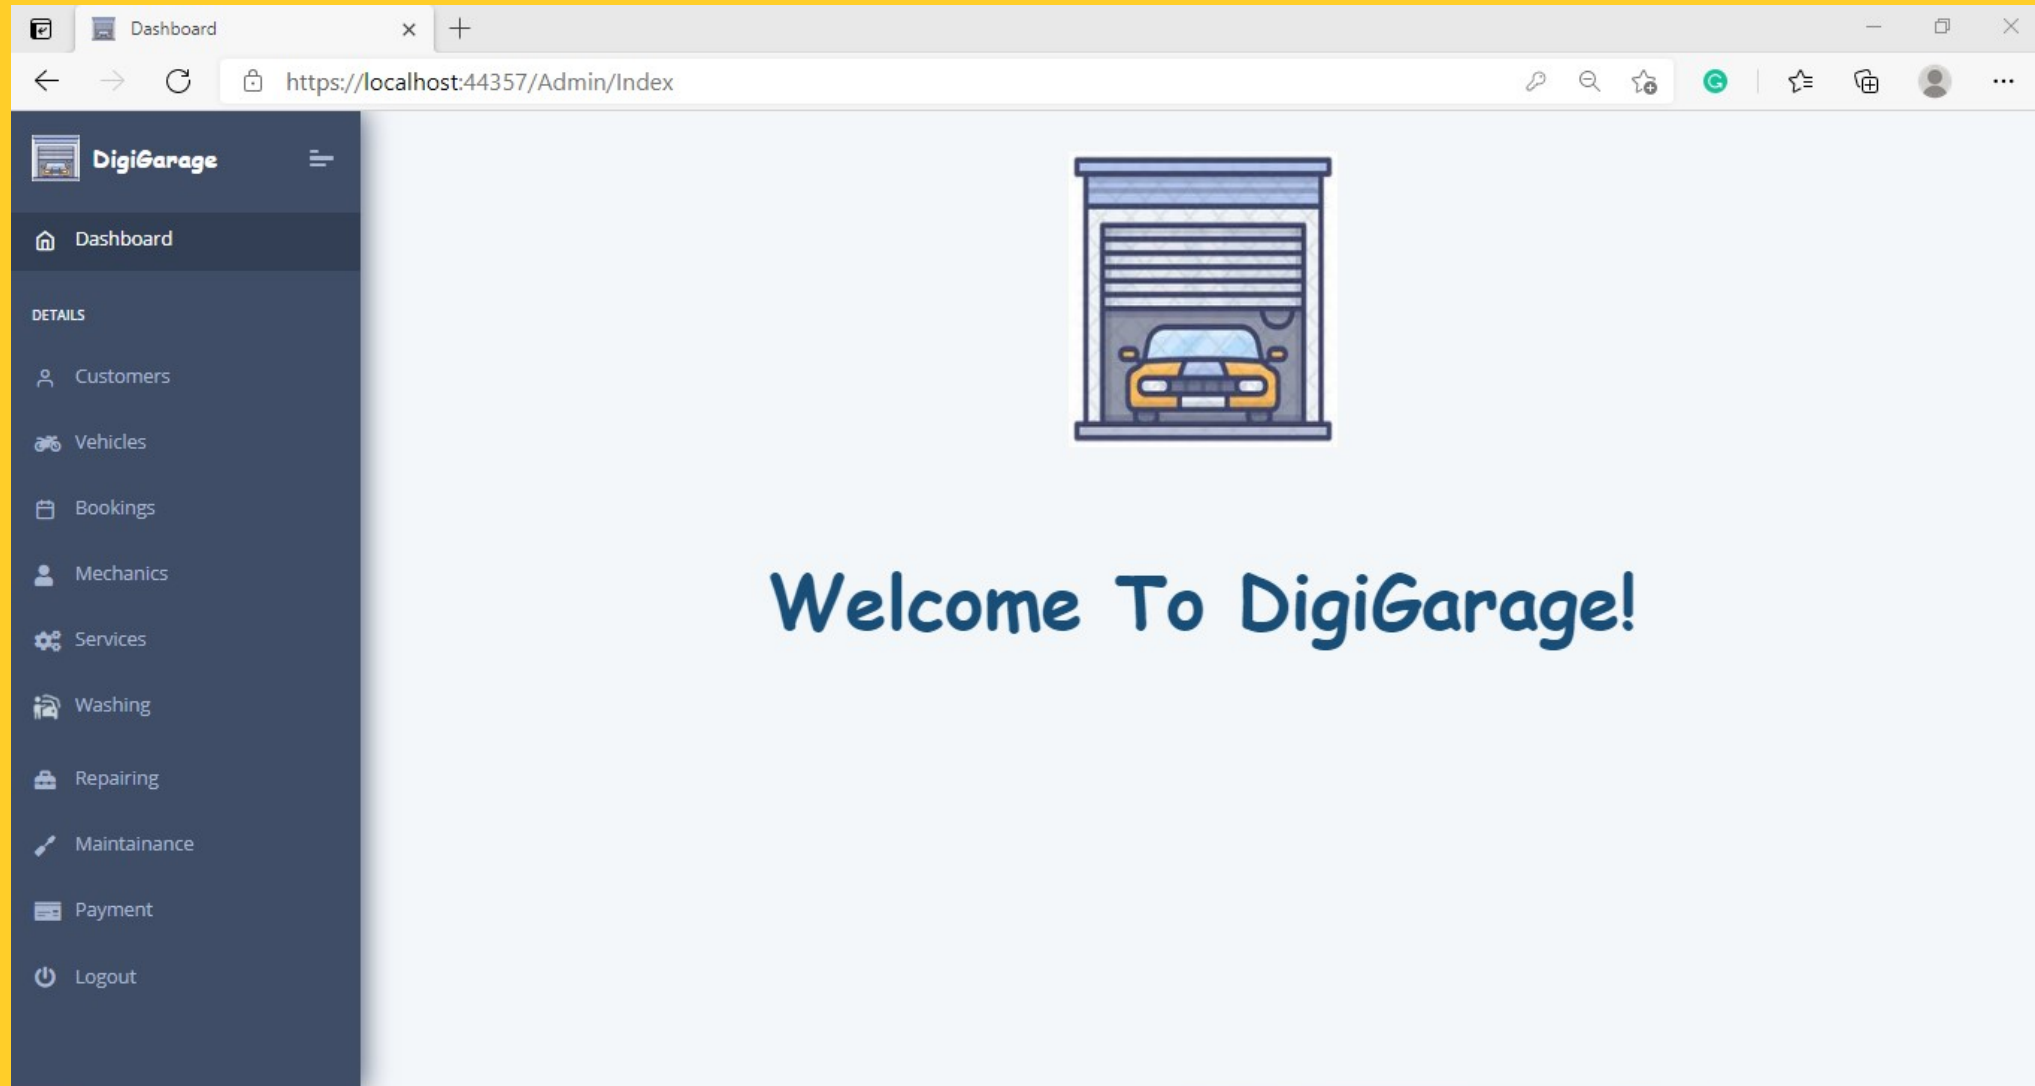 Dashboard
https://localhost:44357/Admin/Index
DigiGarage
Dashboard
DETAILS
Customers
Vehicles
Bookings
Mechanics
Services
Washing
Repairing
Maintainance
Payment
Logout
Welcome To DigiGarage!